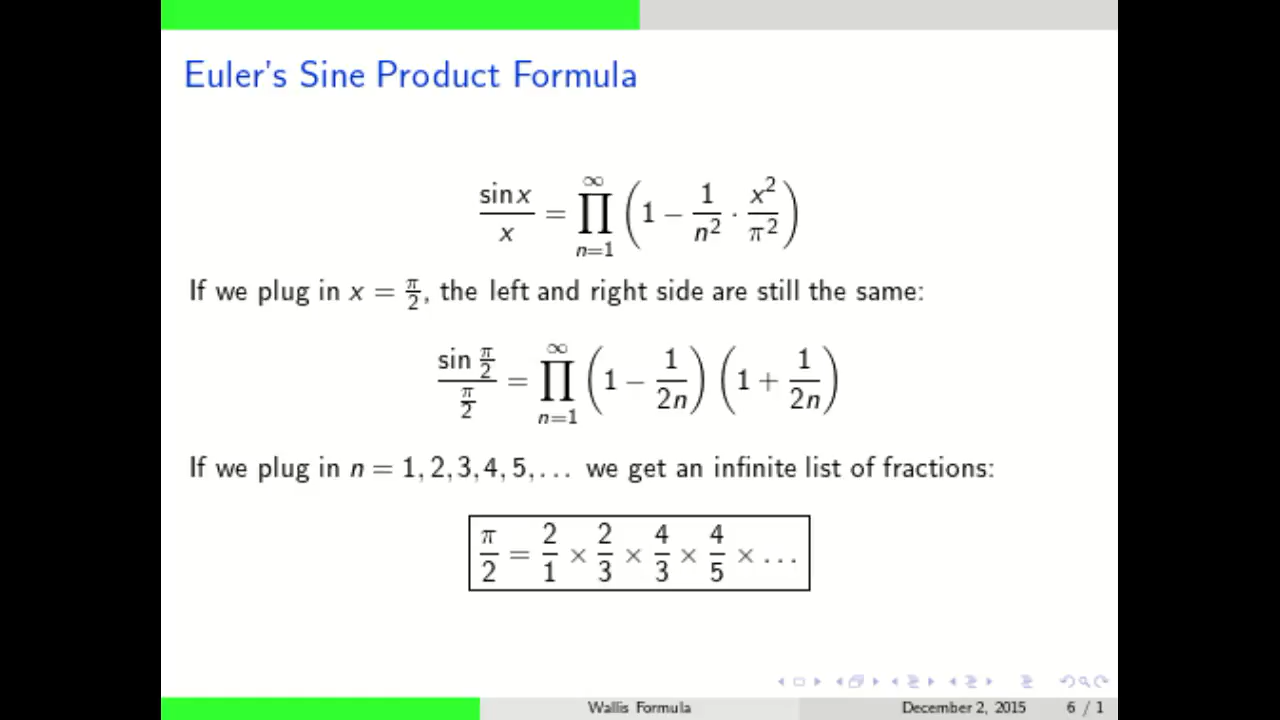 Euler's Sine Product Formula
sin x / x = ∏_{n=1}^{∞} (1 − 1/n² · x²/π²)
If we plug in x = π/2, the left and right side are still the same:
sin π/2 / π/2 = ∏_{n=1}^{∞} (1 − 1/2n) (1 + 1/2n)
If we plug in n = 1, 2, 3, 4, 5, . . . we get an infinite list of fractions:
π/2 = 2/1 × 2/3 × 4/3 × 4/5 × . . .
Wallis Formula December 2, 2015 6 / 1